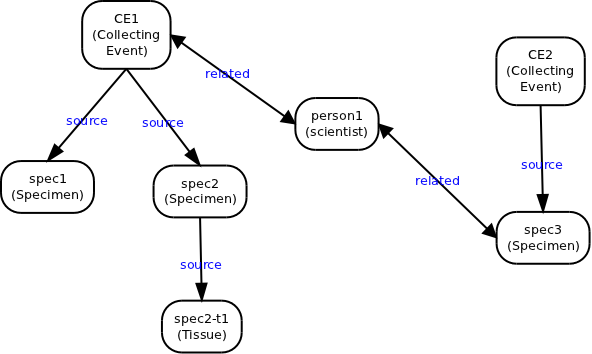 CE1
(Collecting
Event)
CE2
(Collecting
Event)
related
person1
(scientist)
source
source
source
spec1
(Specimen)
spec2
(Specimen)
related
spec3
(Specimen)
source
spec2-t1
(Tissue)